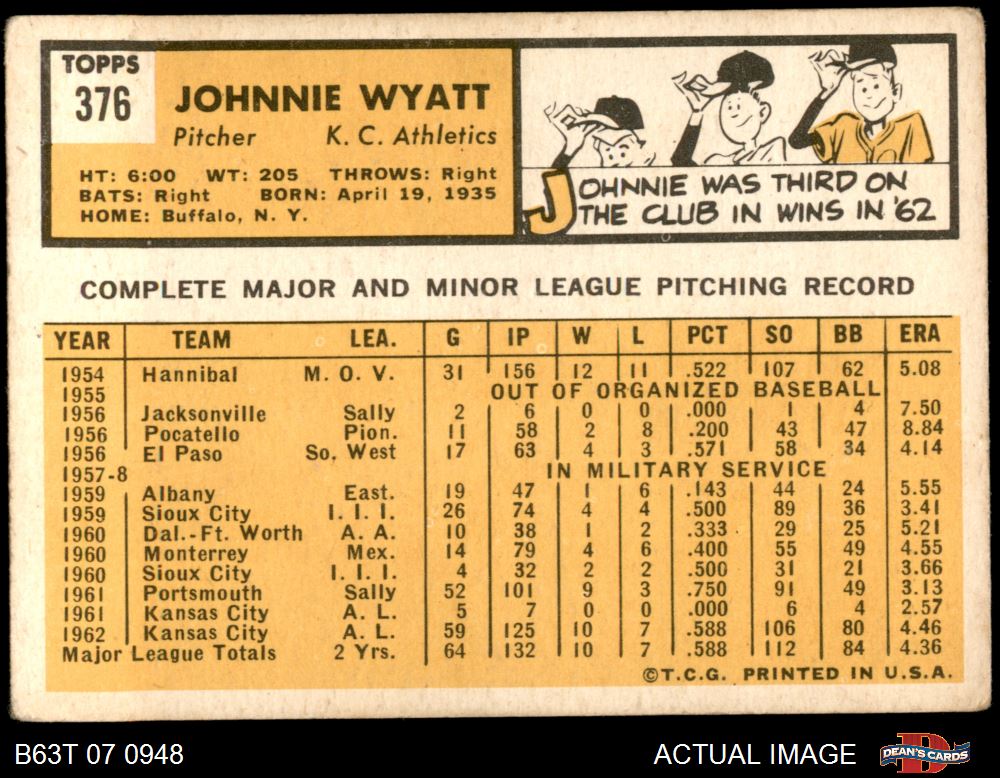 TOPPS
376
JOHNNIE WYATT
Pitcher K. C. Athletics
HT: 6:00 WT: 205 THROWS: Right
BATS: Right BORN: April 19, 1935
HOME: Buffalo, N. Y.
JOHNNIE WAS THIRD ON
THE CLUB IN WINS IN '62
COMPLETE MAJOR AND MINOR LEAGUE PITCHING RECORD
YEAR TEAM LEA. G IP W L PCT SO BB ERA
1954 Hannibal M. O. V. 31 156 12 11 .522 107 62 5.08
1955 OUT OF ORGANIZED BASEBALL
1956 Jacksonville Sally 2 6 0 0 .000 1 4 7.50
1956 Pocatello Pion. 11 58 2 8 .200 43 47 8.84
1956 El Paso So. West 17 63 4 3 .571 58 34 4.14
1957-8 IN MILITARY SERVICE
1959 Albany East. 19 47 1 6 .143 44 24 5.55
1959 Sioux City I. I. I. 26 74 4 4 .500 89 36 3.41
1960 Dal.-Ft. Worth A. A. 10 38 1 2 .333 29 25 5.21
1960 Monterrey Mex. 14 79 4 6 .400 55 49 4.55
1960 Sioux City I. I. I. 4 32 2 2 .500 31 21 3.66
1961 Portsmouth Sally 52 101 9 3 .750 91 49 3.13
1961 Kansas City A. L. 5 7 0 0 .000 6 4 2.57
1962 Kansas City A. L. 59 125 10 7 .588 106 80 4.46
Major League Totals 2 Yrs. 64 132 10 7 .588 112 84 4.36
©T.C.G. PRINTED IN U.S.A.
B63T 07 0948 ACTUAL IMAGE DEAN'S CARDS